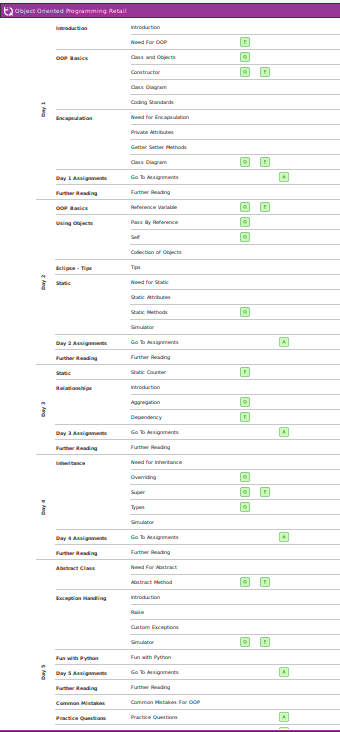 Object Oriented Programming Retail
Introduction Introduction
Need For OOP E
OOP Basics Class and Objects G
Constructor G E
Class Diagram
Coding Standards
Day 1
Encapsulation Need for Encapsulation
Private Attributes
Getter Setter Methods
Class Diagram G E
Day 1 Assignments Go To Assignments A
Further Reading Further Reading
OOP Basics Reference Variable G E
Using Objects Pass By Reference G
Self G
Collection of Objects
Eclipse - Tips Tips
Day 2
Static Need for Static
Static Attributes
Static Methods G
Simulator
Day 2 Assignments Go To Assignments A
Further Reading Further Reading
Static Static Counter E
Relationships Introduction
Aggregation G
Day 3
Dependency E
Day 3 Assignments Go To Assignments A
Further Reading Further Reading
Inheritance Need for Inheritance
Overriding G
Super G E
Day 4
Types G
Simulator
Day 4 Assignments Go To Assignments A
Further Reading Further Reading
Abstract Class Need For Abstract
Abstract Method G E
Exception Handling Introduction
Raise
Custom Exceptions
Simulator G E
Fun with Python Fun with Python
Day 5
Day 5 Assignments Go To Assignments A
Further Reading Further Reading
Common Mistakes Common Mistakes For OOP
Practice Questions Practice Questions A